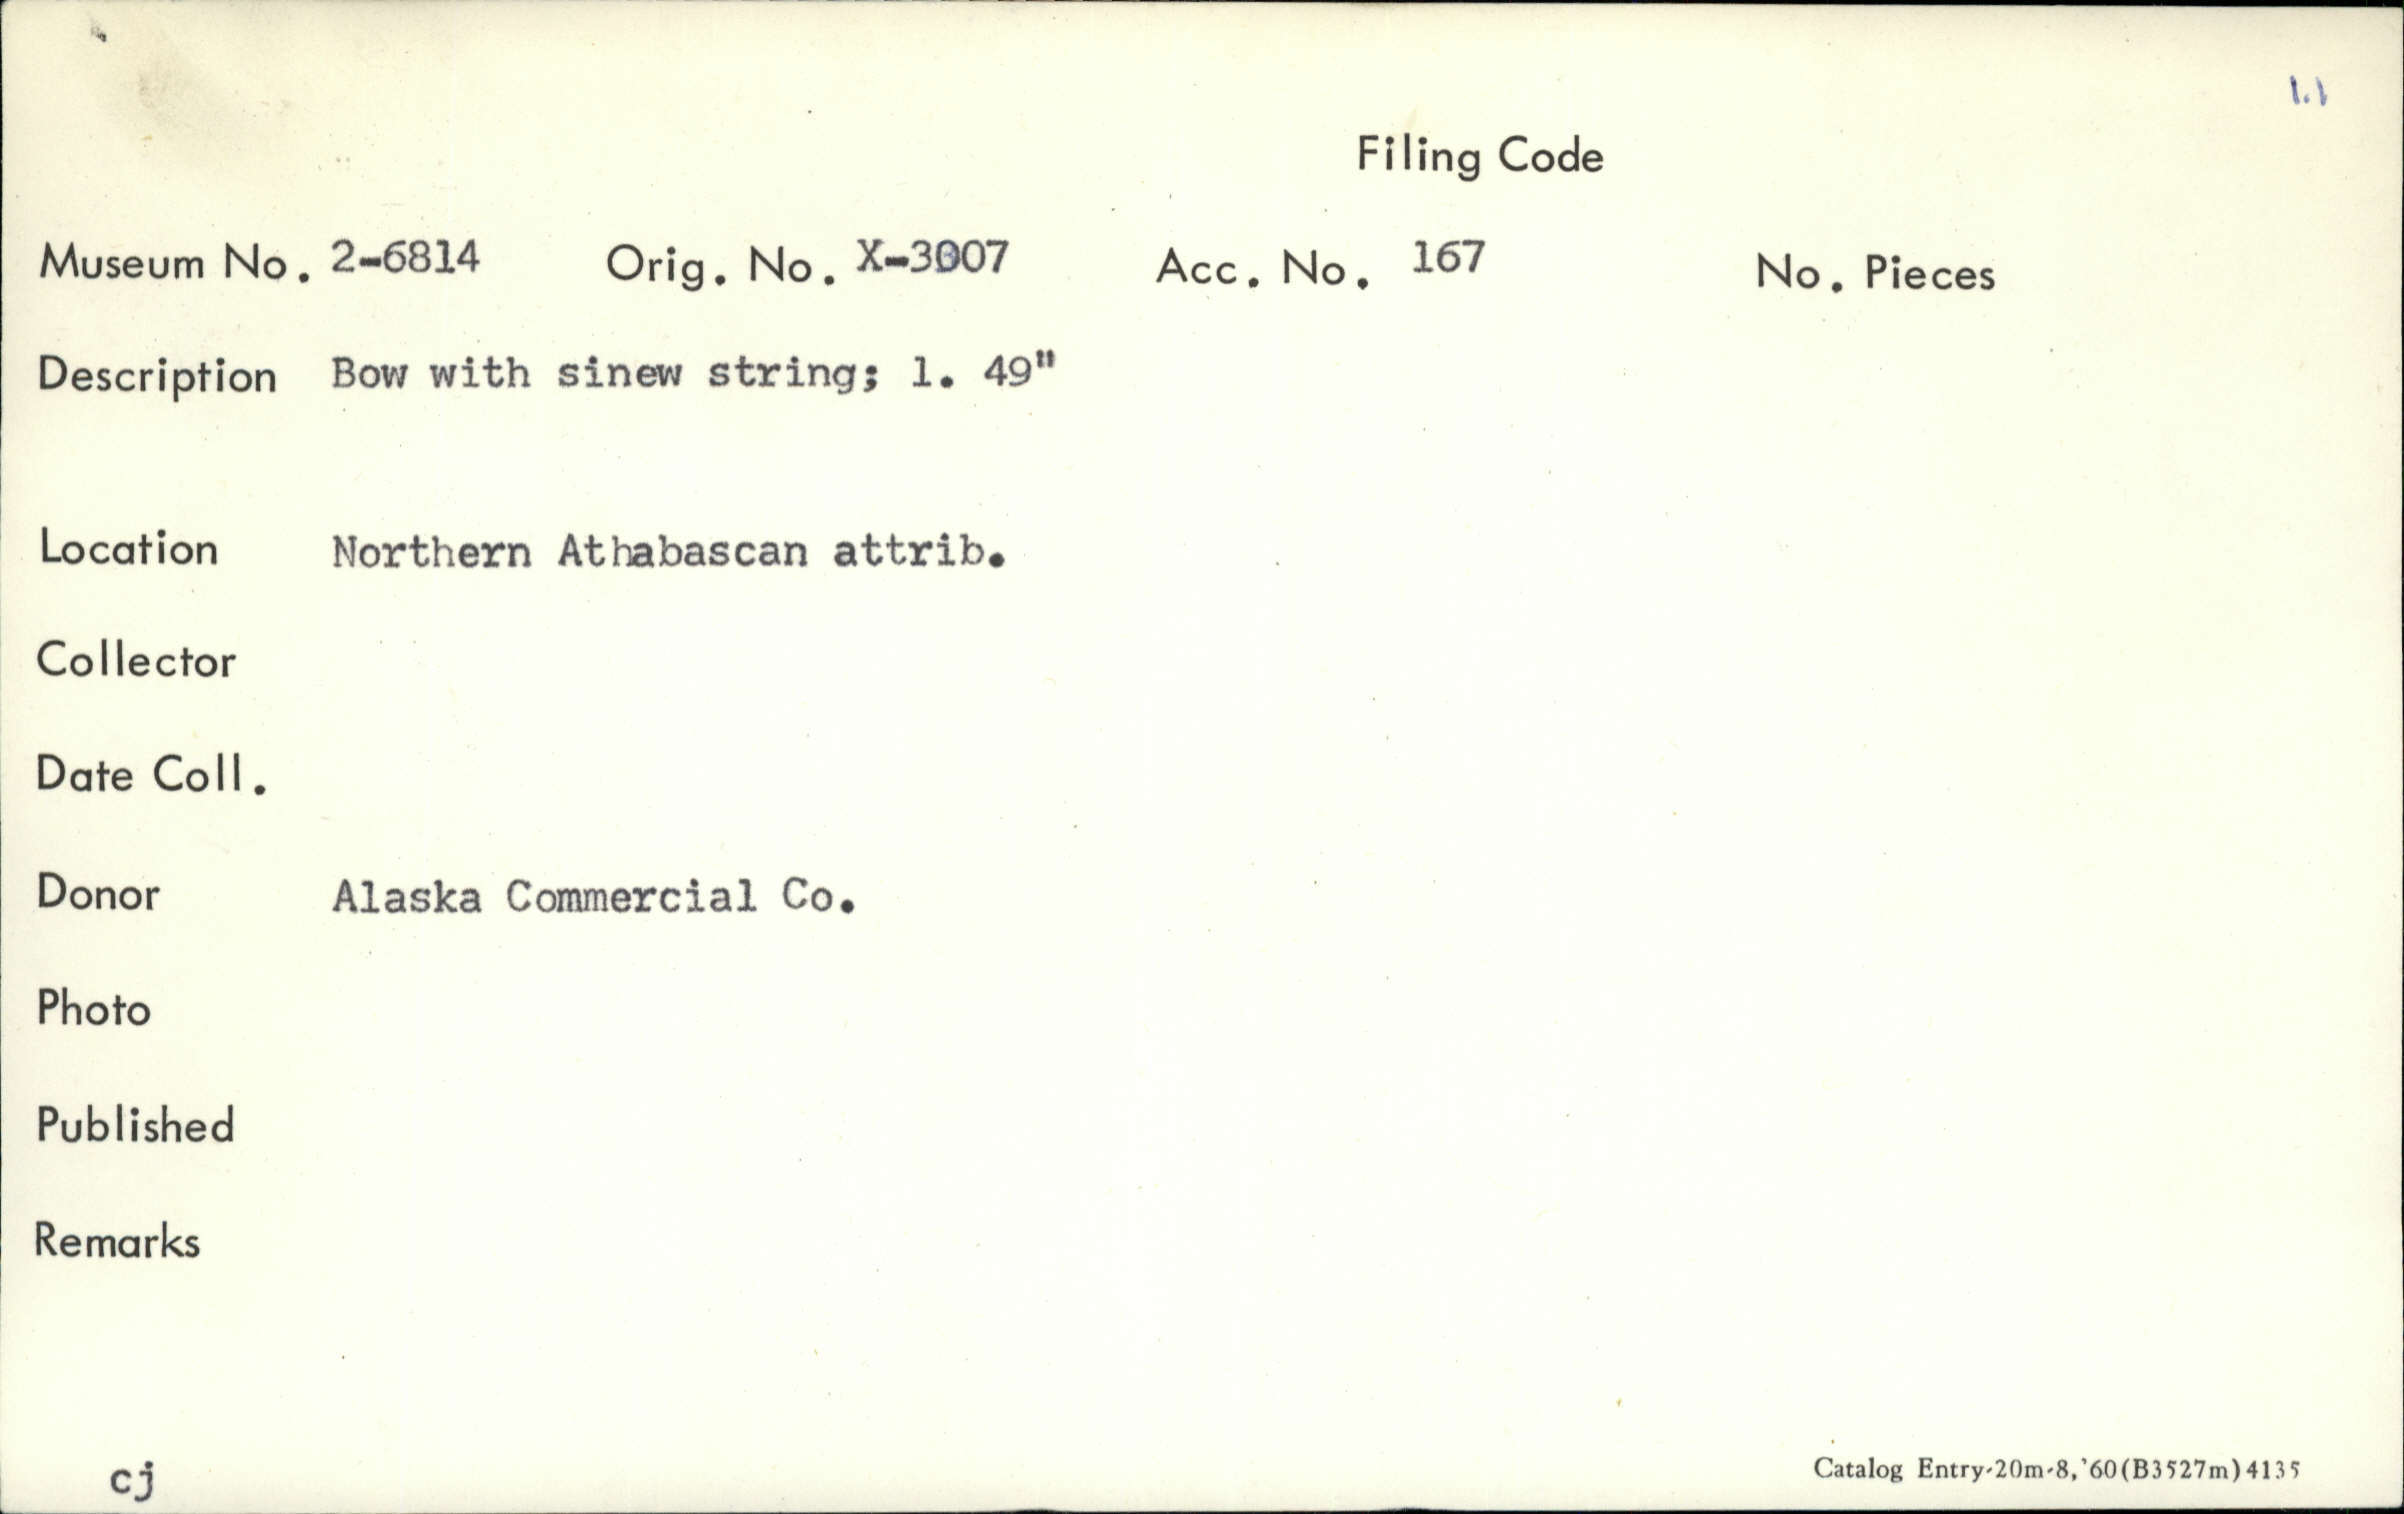 1.1
Filing Code
Museum No. 2-6814 Orig. No. X-3007 Acc. No. 167 No. Pieces
Description Bow with sinew string; l. 49"
Location Northern Athabascan attrib.
Collector
Date Coll.
Donor Alaska Commercial Co.
Photo
Published
Remarks
cj
Catalog Entry-20m-8,'60(B3527m)4135